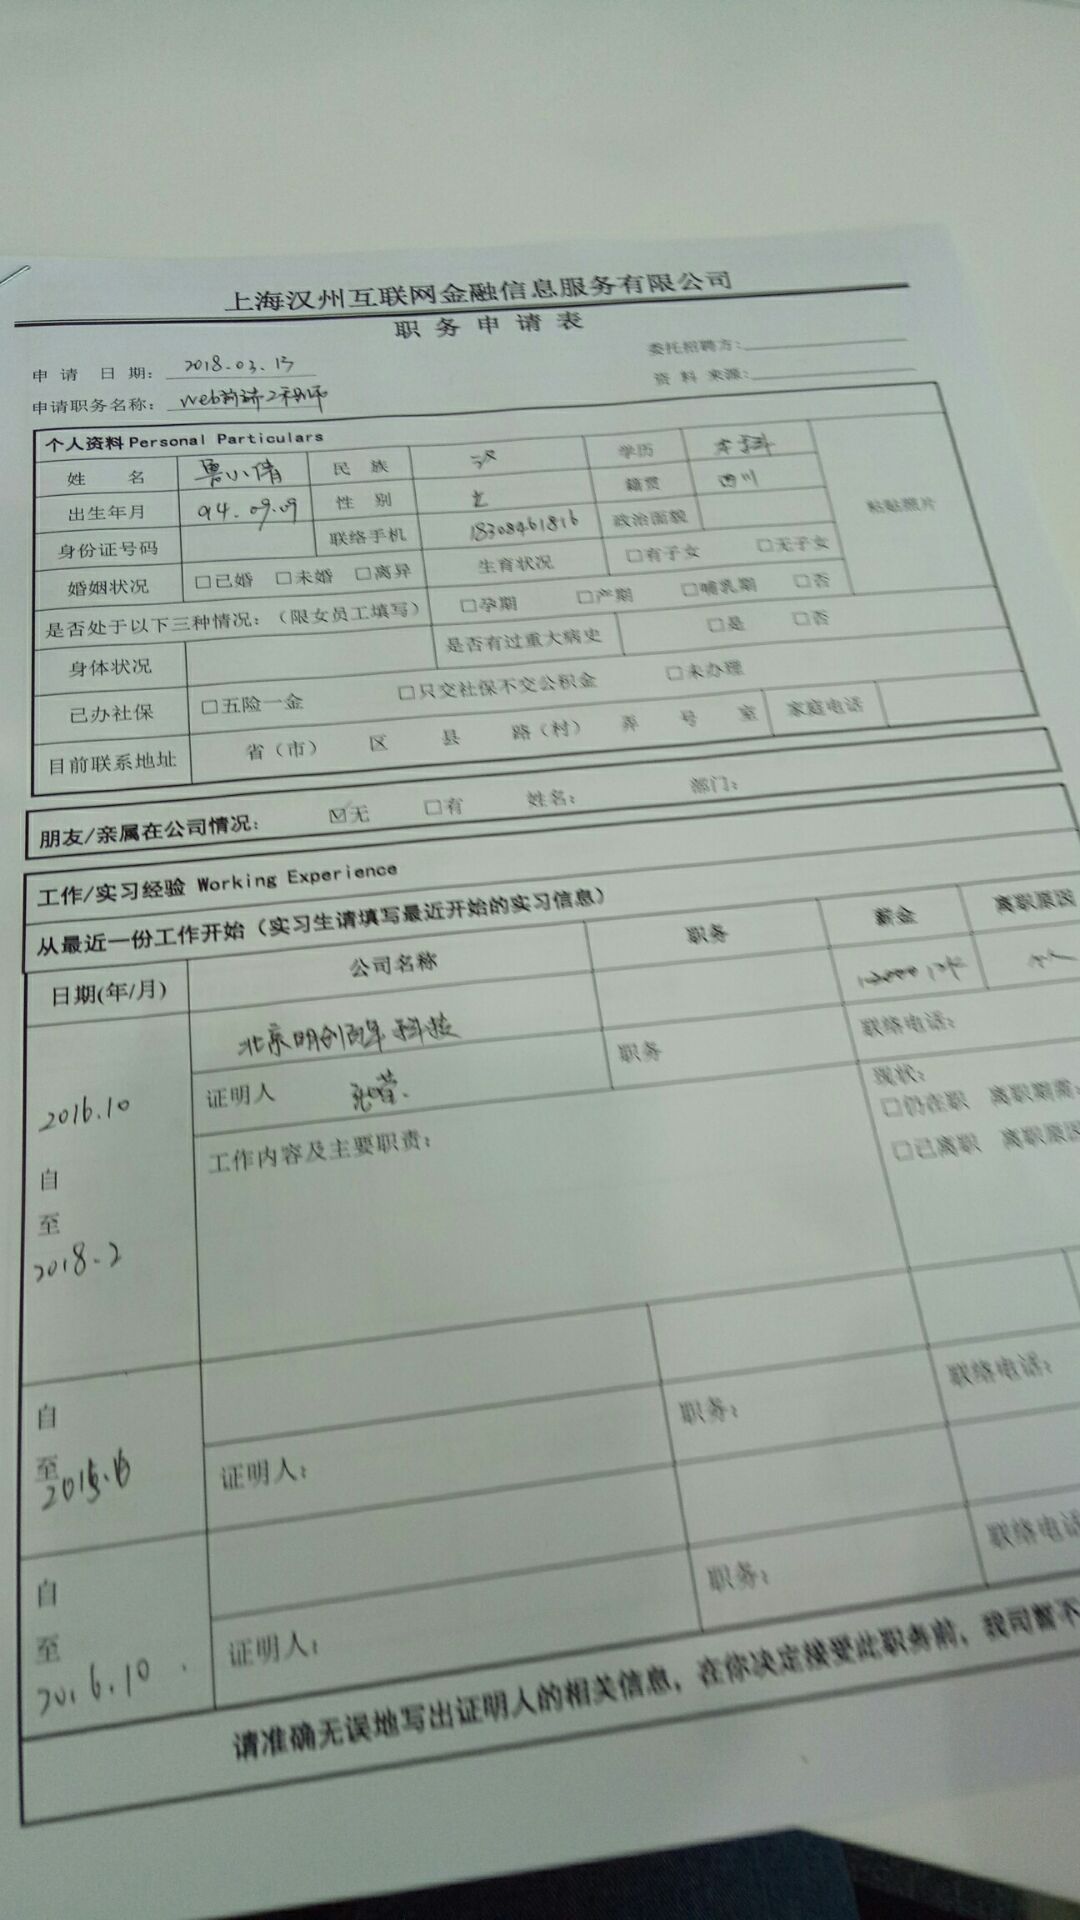 上海汉州互联网金融信息服务有限公司
职务申请表
申请日期： 2018.03.13 委托招聘方：
申请职务名称： Web前端工程师 资料来源：
个人资料Personal Particulars
姓名 鲁小倩 民族 汉 学历 本科 粘贴照片
出生年月 94.09.09 性别 女 籍贯 四川
身份证号码 联络手机 18308461816 政治面貌
婚姻状况 □已婚 □未婚 □离异 生育状况 □有子女 □无子女
是否处于以下三种情况：（限女员工填写） □孕期 □产期 □哺乳期 □否
身体状况 是否有过重大病史 □是 □否
已办社保 □五险一金 □只交社保不交公积金 □未办理
目前联系地址 省（市） 区 县 路（村） 弄 号 室 家庭电话
朋友/亲属在公司情况： ☑无 □有 姓名： 部门：
工作/实习经验 Working Experience
从最近一份工作开始（实习生请填写最近开始的实习信息）
日期(年/月) 公司名称 职务 薪金 离职原因
北京明创百年科技 个人
2016.10 证明人 职务 联络电话：
自 工作内容及主要职责： 现状：
至 □仍在职 离职期需：
2018.2 □已离职 离职原因
自 职务： 联络电话：
至 证明人：
自 职务： 联络电话
至 证明人：
2016.10
请准确无误地写出证明人的相关信息，在你决定接受此职务前，我司暂不